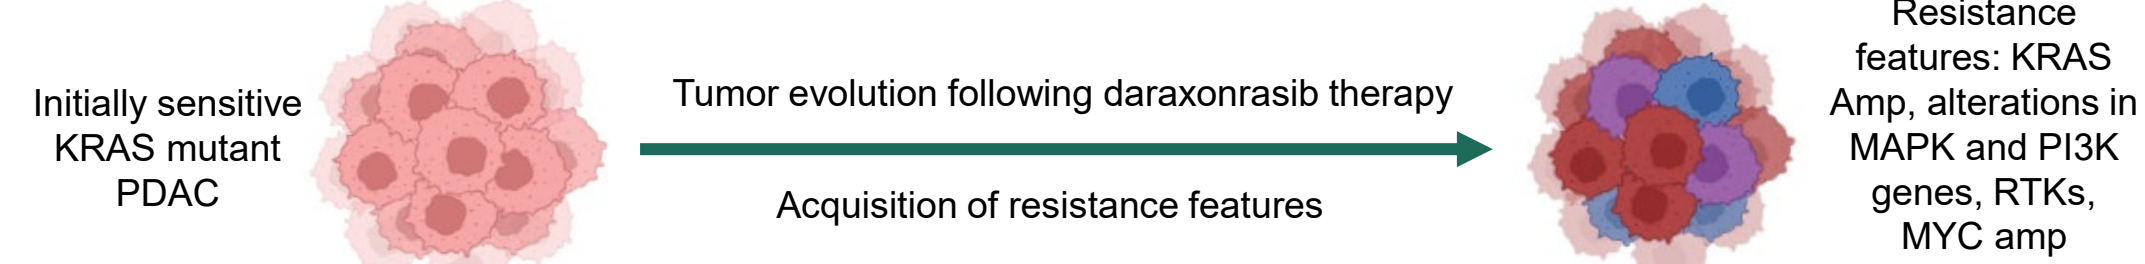 Initially sensitive
KRAS mutant
PDAC
Tumor evolution following daraxonrasib therapy
Acquisition of resistance features
Resistance
features: KRAS
Amp, alterations in
MAPK and PI3K
genes, RTKs,
MYC amp